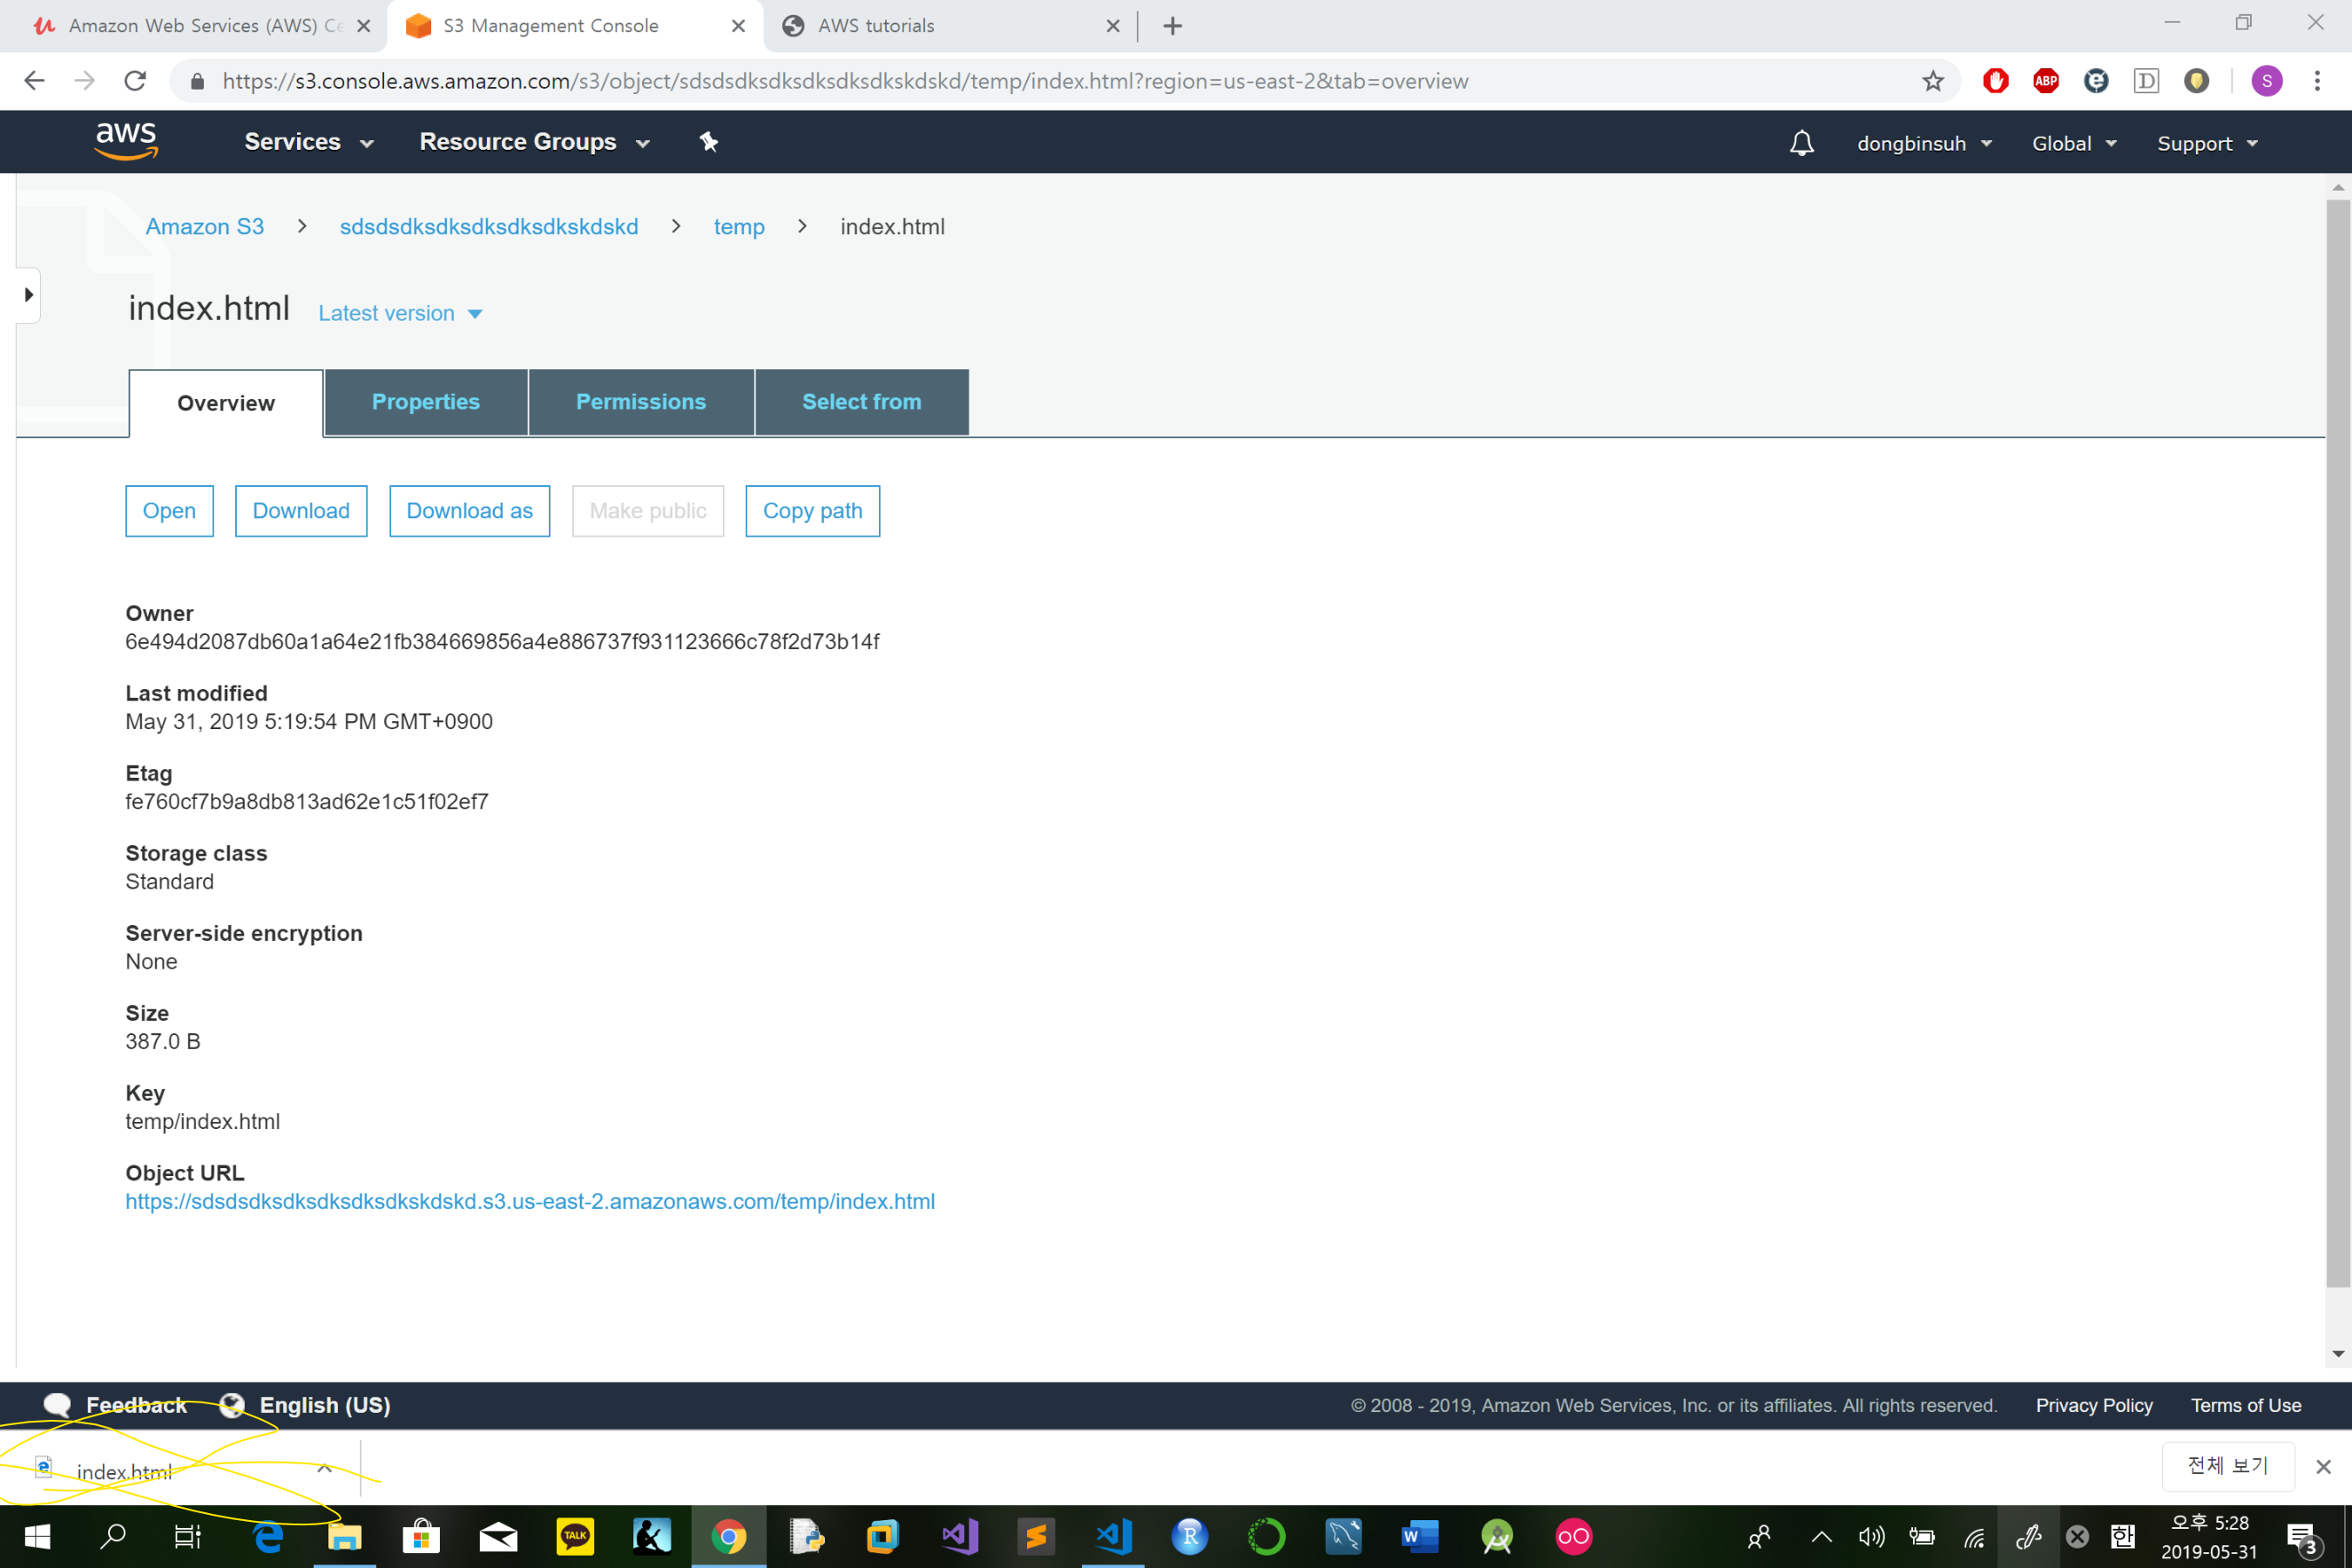 Amazon Web Services (AWS) Ce
S3 Management Console
AWS tutorials
https://s3.console.aws.amazon.com/s3/object/sdsdsdksdksdksdksdkskdskd/temp/index.html?region=us-east-2&tab=overview
ABP
D
S
aws
Services
Resource Groups
dongbinsuh
Global
Support
Amazon S3 > sdsdsdksdksdksdksdkskdskd > temp > index.html
index.html
Latest version
Overview
Properties
Permissions
Select from
Open
Download
Download as
Make public
Copy path
Owner
6e494d2087db60a1a64e21fb384669856a4e886737f931123666c78f2d73b14f
Last modified
May 31, 2019 5:19:54 PM GMT+0900
Etag
fe760cf7b9a8db813ad62e1c51f02ef7
Storage class
Standard
Server-side encryption
None
Size
387.0 B
Key
temp/index.html
Object URL
https://sdsdsdksdksdksdksdkskdskd.s3.us-east-2.amazonaws.com/temp/index.html
Feedback
English (US)
© 2008 - 2019, Amazon Web Services, Inc. or its affiliates. All rights reserved.
Privacy Policy
Terms of Use
index.html
전체 보기
TALK
R
W
한
오후 5:28
2019-05-31
3